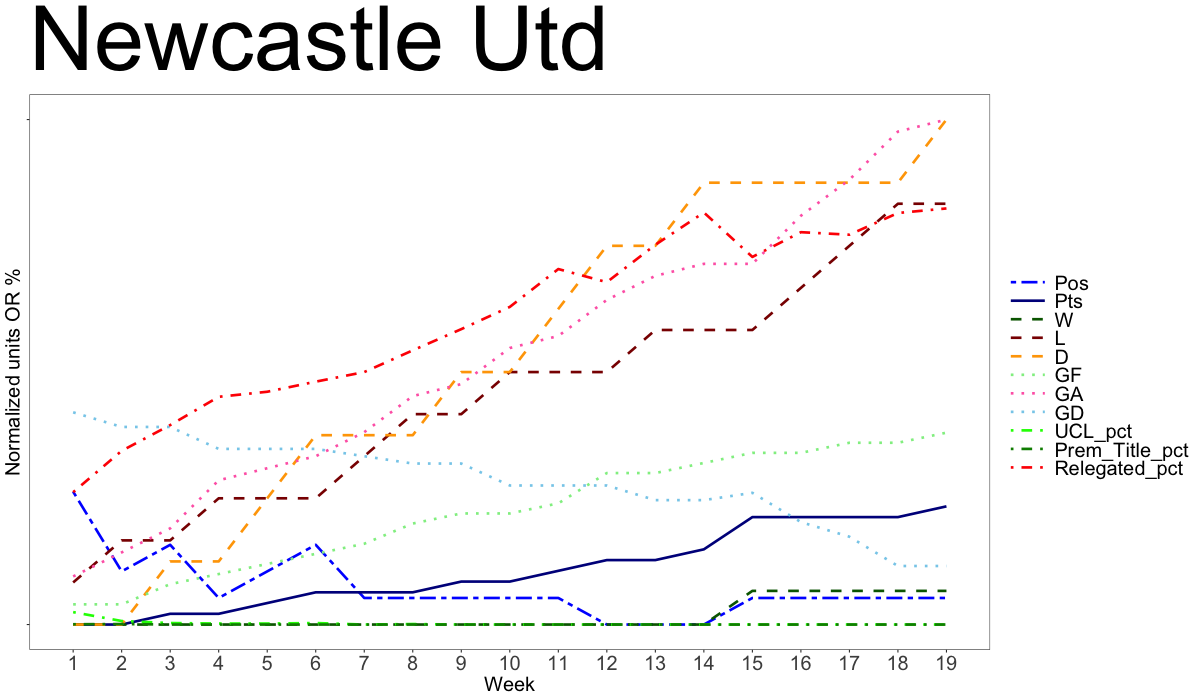 Newcastle Utd
Normalized units OR %
Pos
Pts
W
L
D
GF
GA
GD
UCL_pct
Prem_Title_pct
Relegated_pct
1 2 3 4 5 6 7 8 9 10 11 12 13 14 15 16 17 18 19
Week